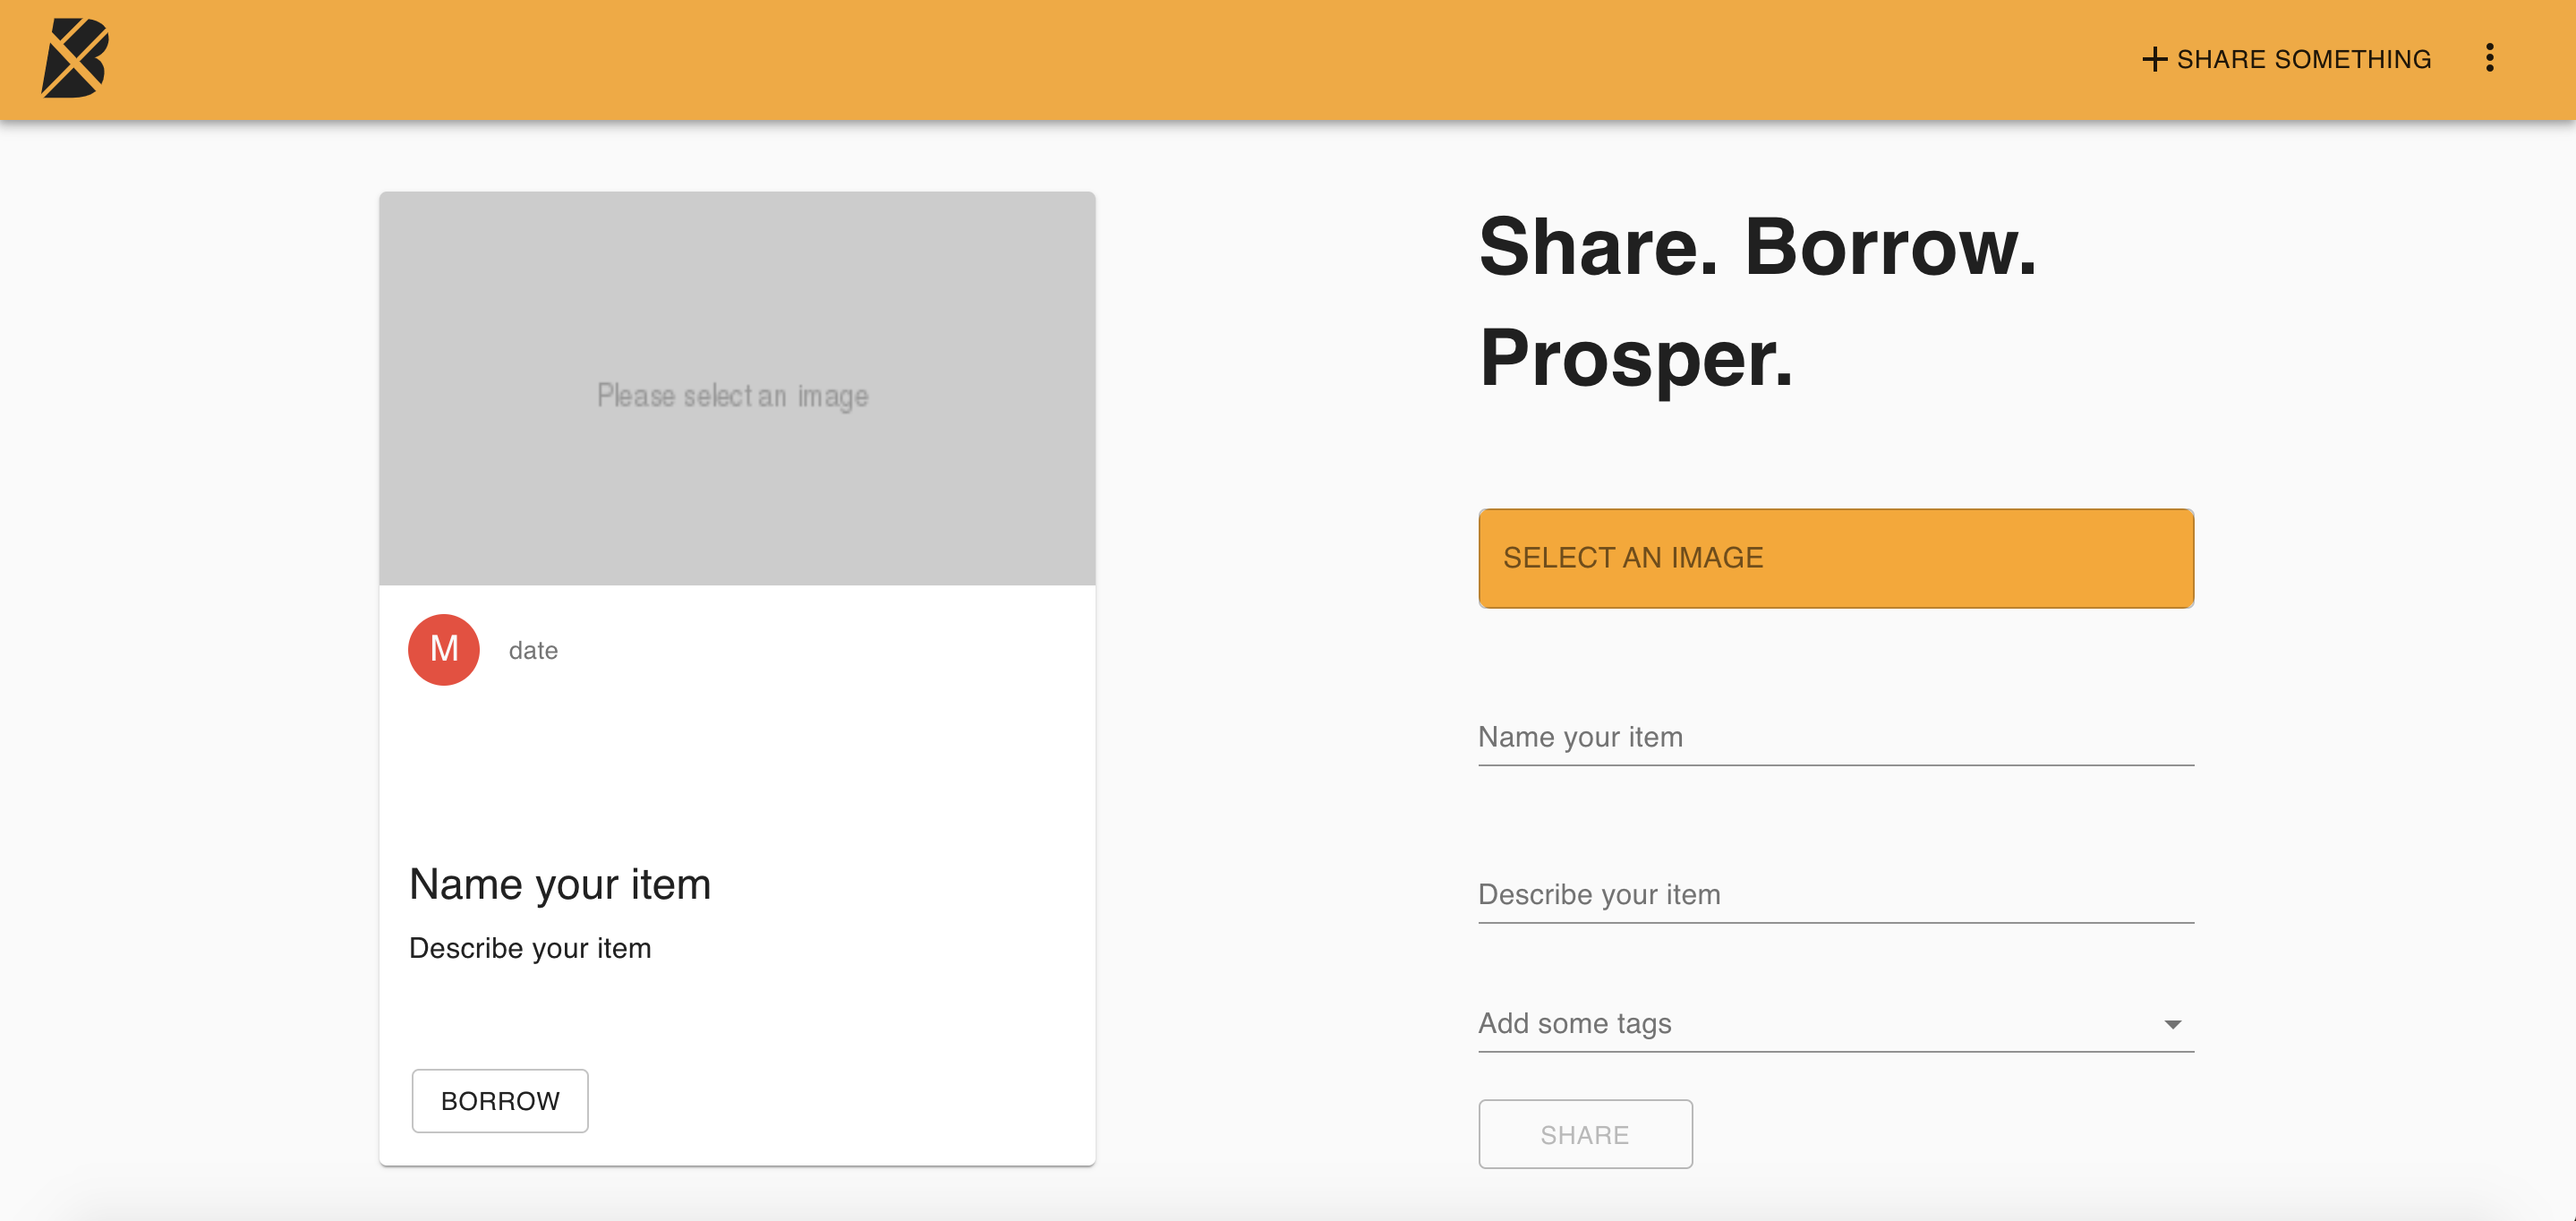 B
SHARE SOMETHING
Please select an image
M
date
Name your item
Describe your item
BORROW
Share. Borrow.
Prosper.
SELECT AN IMAGE
Name your item
Describe your item
Add some tags
SHARE